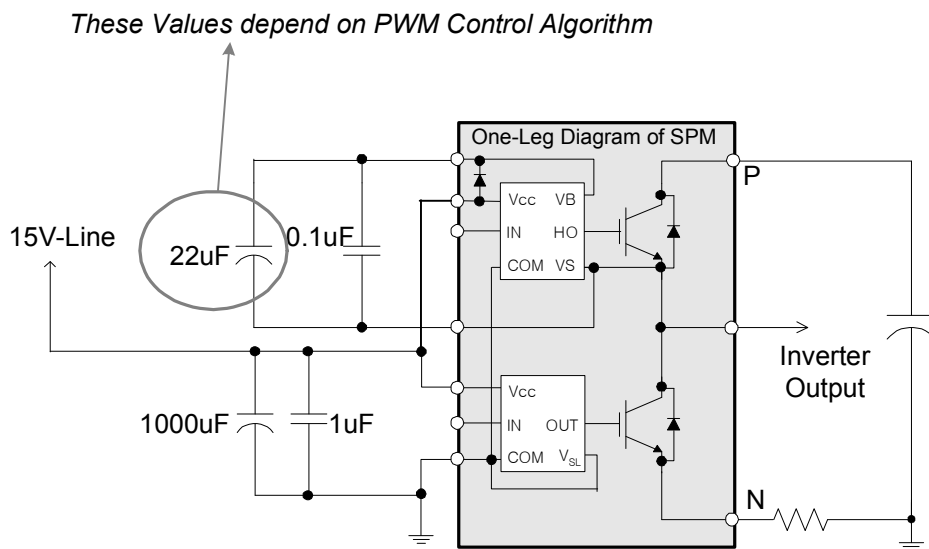 These Values depend on PWM Control Algorithm
One-Leg Diagram of SPM
P
Vcc VB
15V-Line
22uF
0.1uF
IN HO
COM VS
Inverter
Output
Vcc
1000uF
1uF
IN OUT
COM VSL
N